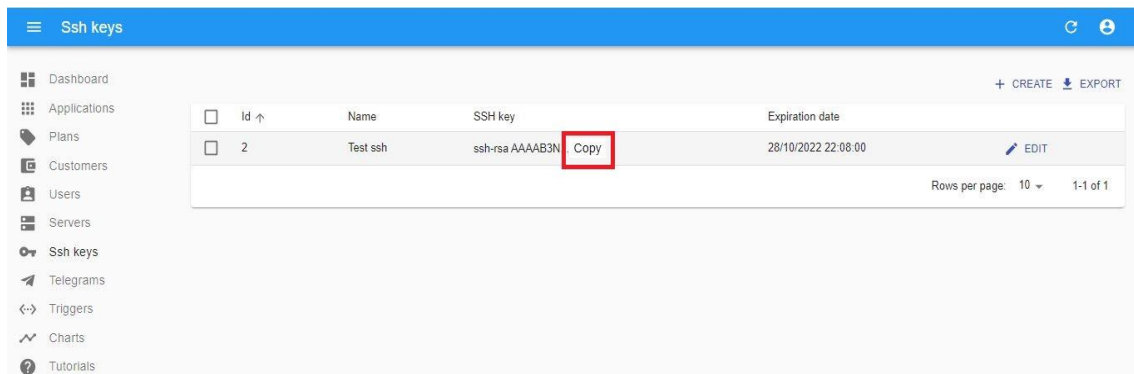 Ssh keys
Dashboard
Applications
Plans
Customers
Users
Servers
Ssh keys
Telegrams
Triggers
Charts
Tutorials
+ CREATE EXPORT
Id ↑ Name SSH key Expiration date
2 Test ssh ssh-rsa AAAAB3N... Copy 28/10/2022 22:08:00 EDIT
Rows per page: 10 1-1 of 1